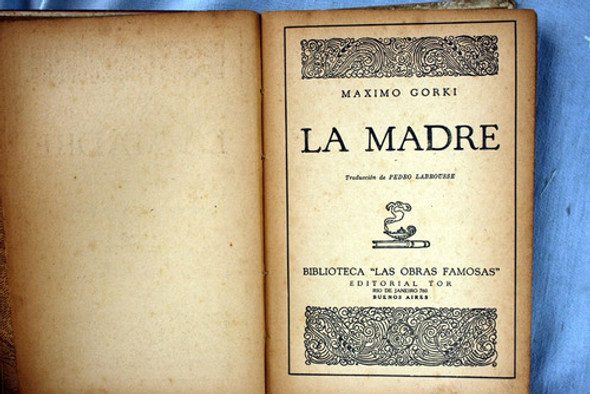 MAXIMO GORKI
LA MADRE
Traducción de PEDRO LABROUSSE
BIBLIOTECA "LAS OBRAS FAMOSAS"
EDITORIAL TOR
RIO DE JANEIRO 760
BUENOS AIRES